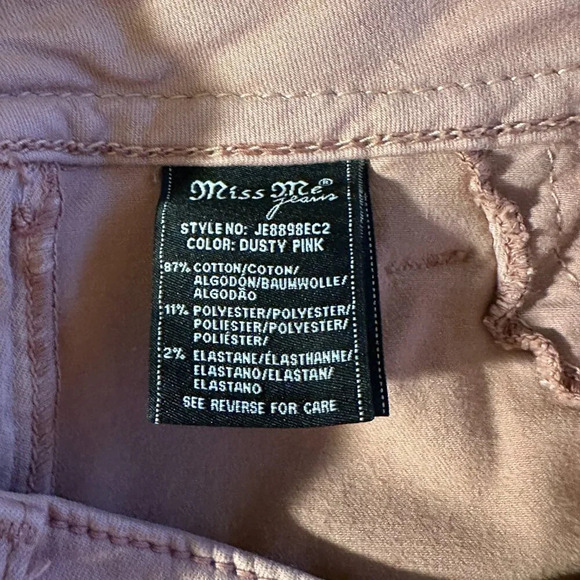 Miss Me®
jeans
STYLE NO: JE8898EC2
COLOR: DUSTY PINK
87% COTTON/COTON/
ALGODÓN/BAUMWOLLE/
ALGODÃO
11% POLYESTER/POLYESTER/
POLIESTER/POLYESTER/
POLIÉSTER/
2% ELASTANE/ÉLASTHANNE/
ELASTANO/ELASTAN/
ELASTANO
SEE REVERSE FOR CARE